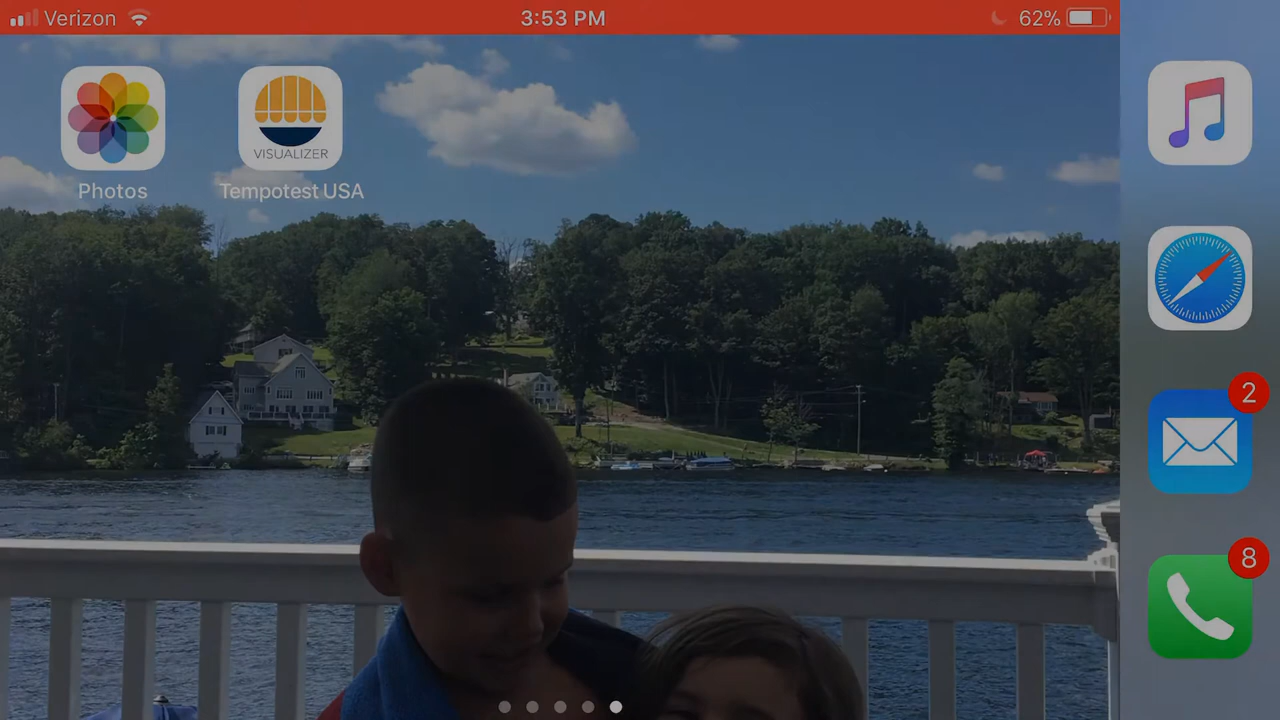 Verizon 3:53 PM 62%
VISUALIZER
Photos Tempotest USA
2
8